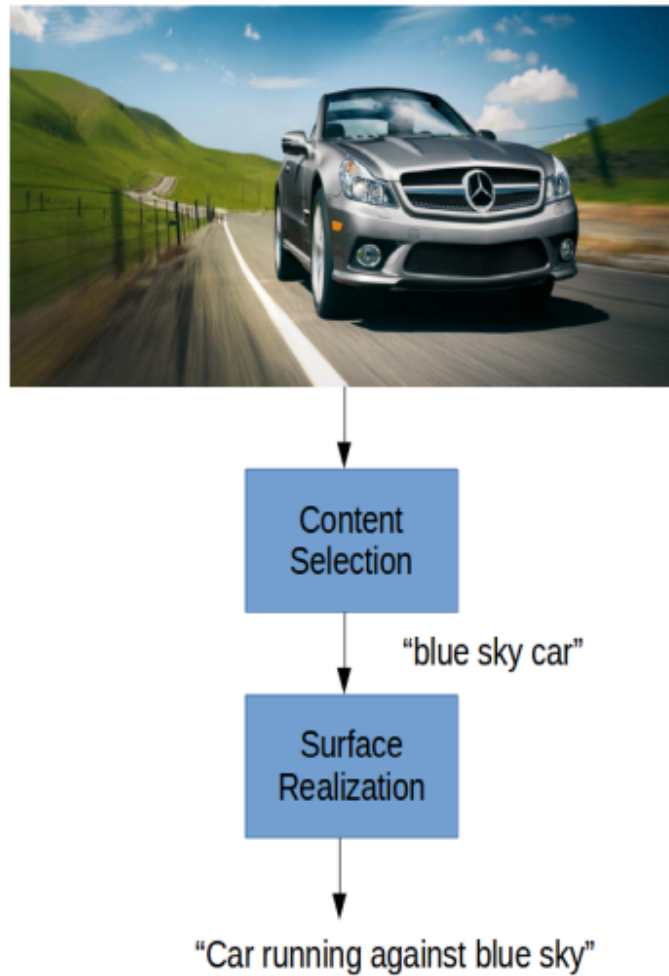 Content
Selection
“blue sky car”
Surface
Realization
“Car running against blue sky”